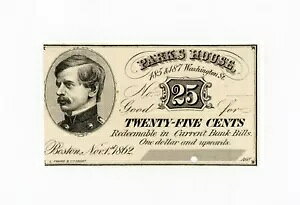 PARKS HOUSE,
185 & 187 Washington St.
No.
Good 25 for
TWENTY-FIVE CENTS
Redeemable in Current Bank Bills.
One dollar and upwards.
Boston, Nov. 1st 1862.